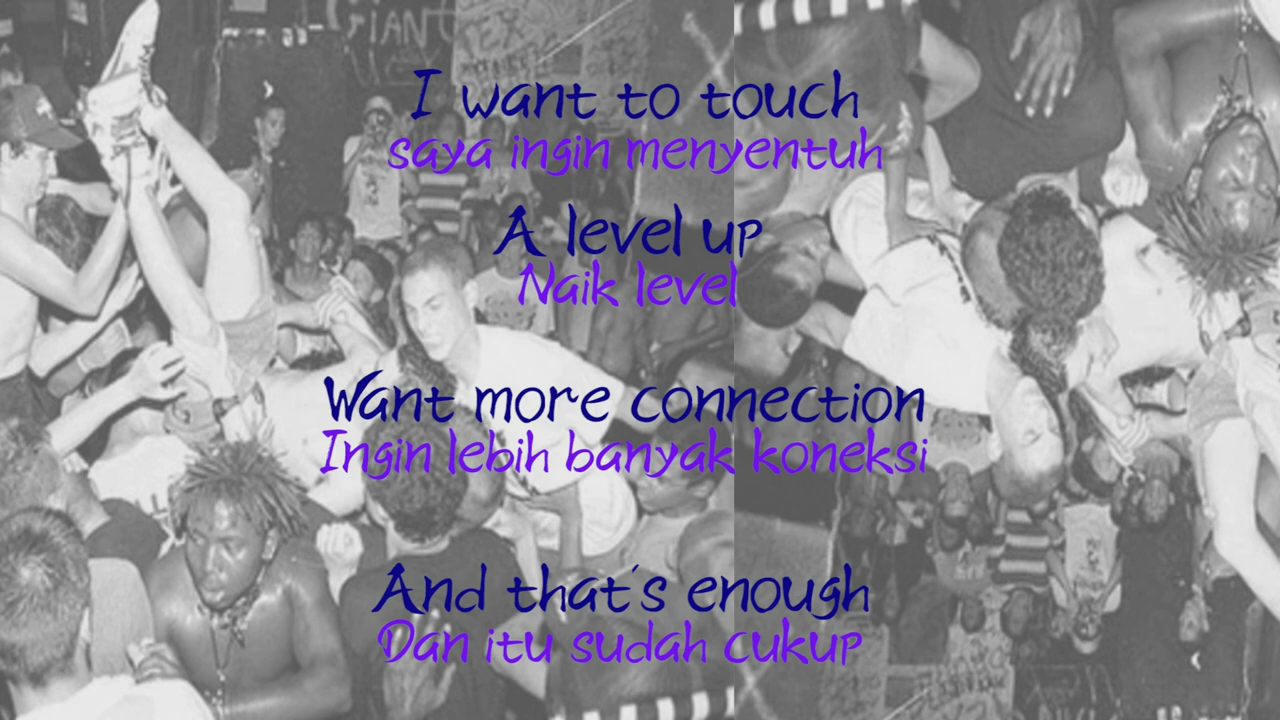 GIANT
I want to touch
saya ingin menyentuh
A level up
Naik level
Want more connection
Ingin lebih banyak koneksi
And that's enough
Dan itu sudah cukup